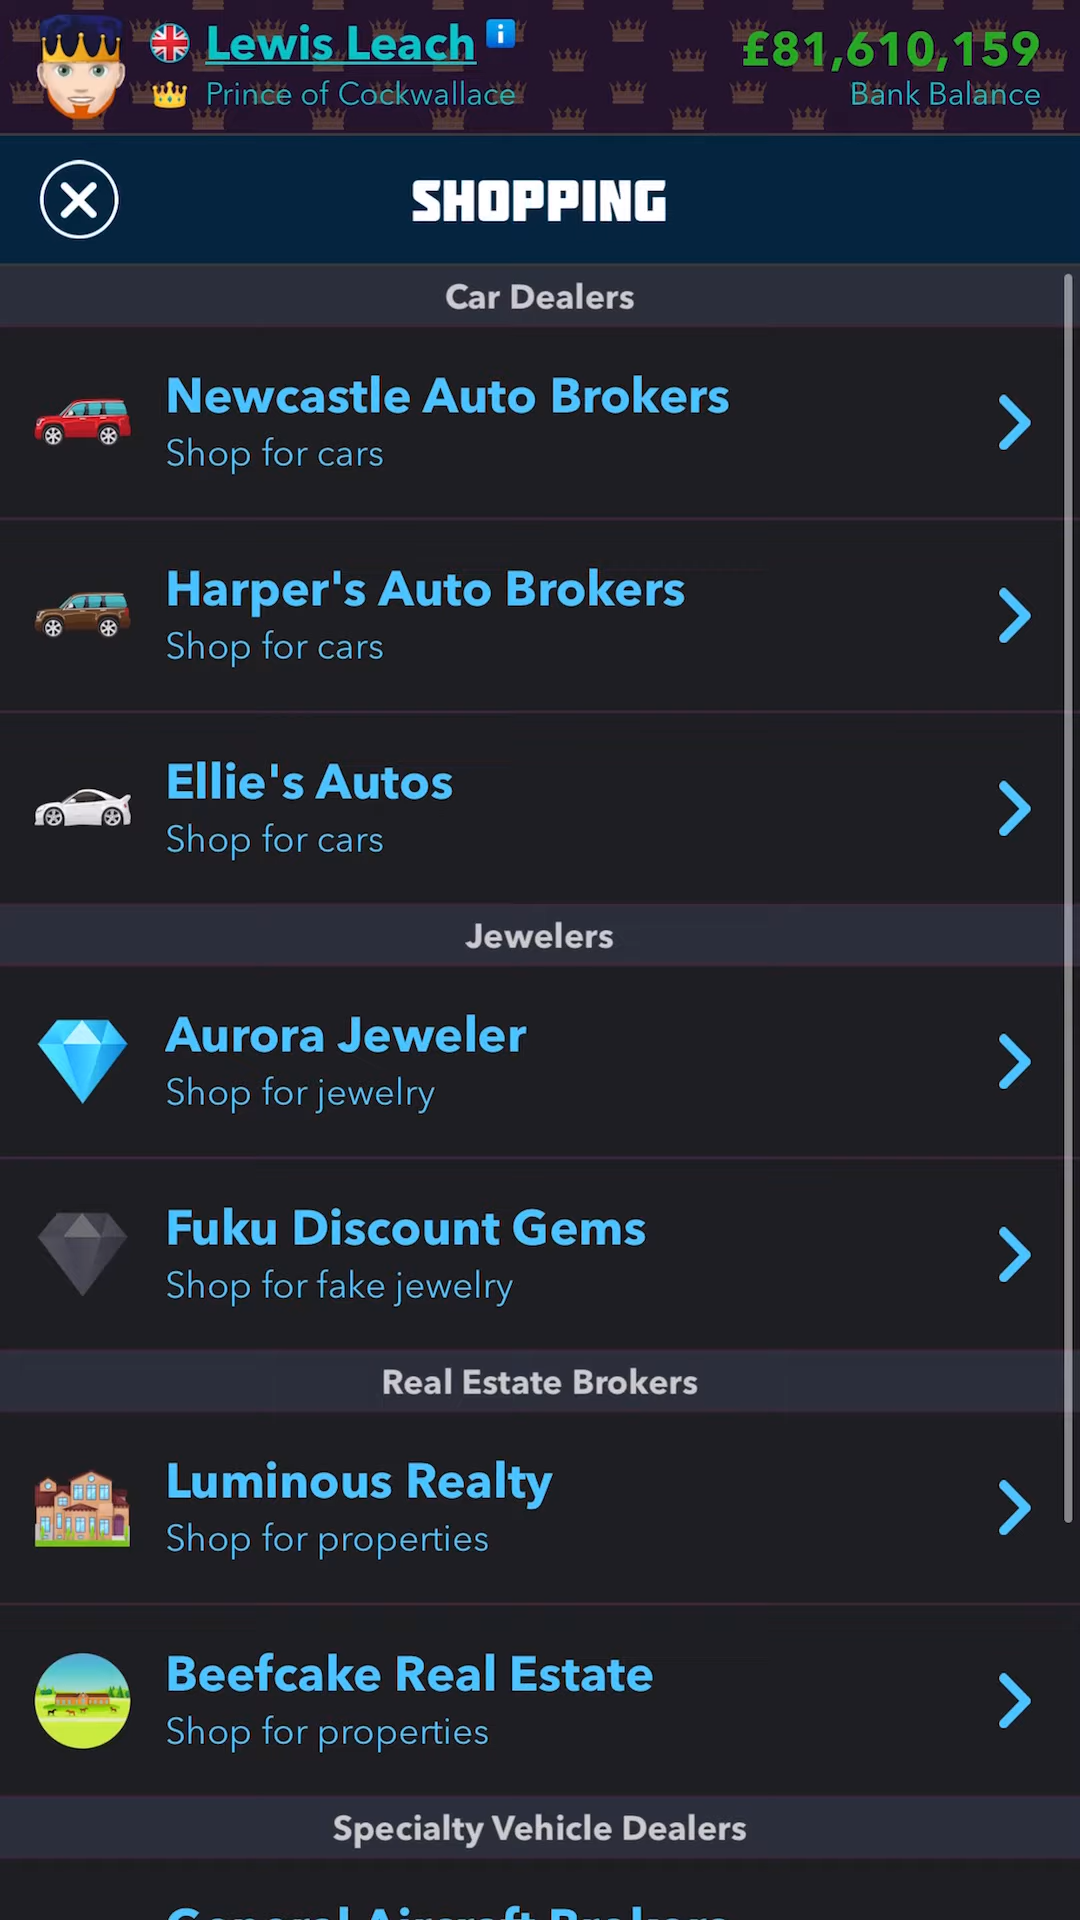 Lewis Leach
£81,610,159
Prince of Cockwallace
Bank Balance
SHOPPING
Car Dealers
Newcastle Auto Brokers
Shop for cars
Harper's Auto Brokers
Shop for cars
Ellie's Autos
Shop for cars
Jewelers
Aurora Jeweler
Shop for jewelry
Fuku Discount Gems
Shop for fake jewelry
Real Estate Brokers
Luminous Realty
Shop for properties
Beefcake Real Estate
Shop for properties
Specialty Vehicle Dealers
General Aircraft Brokers